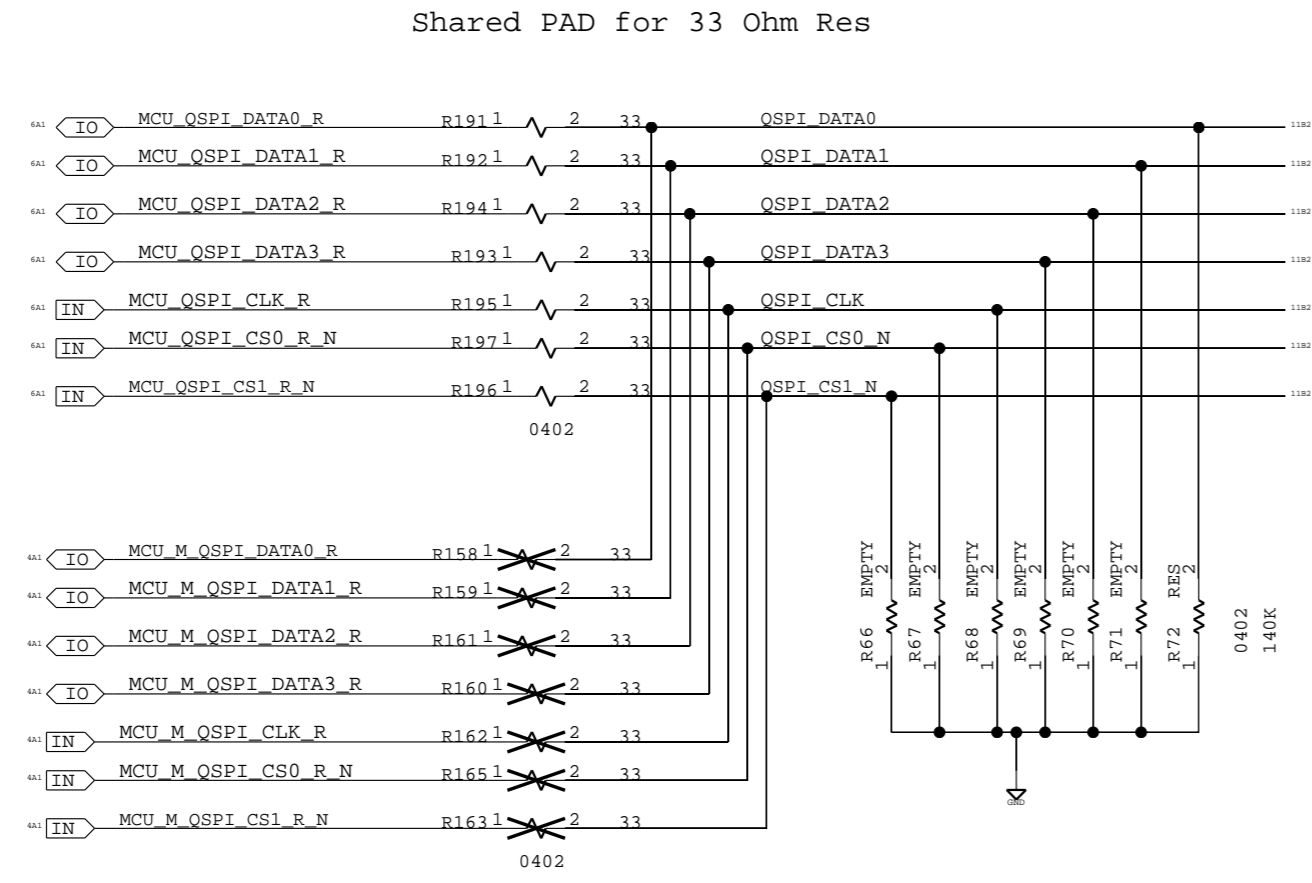 Shared PAD for 33 Ohm Res
6A1 IO MCU_QSPI_DATA0_R R191 1 2 33 QSPI_DATA0 11B2
6A1 IO MCU_QSPI_DATA1_R R192 1 2 33 QSPI_DATA1 11B2
6A1 IO MCU_QSPI_DATA2_R R194 1 2 33 QSPI_DATA2 11B2
6A1 IO MCU_QSPI_DATA3_R R193 1 2 33 QSPI_DATA3 11B2
6A1 IN MCU_QSPI_CLK_R R195 1 2 33 QSPI_CLK 11B2
6A1 IN MCU_QSPI_CS0_R_N R197 1 2 33 QSPI_CS0_N 11B2
6A1 IN MCU_QSPI_CS1_R_N R196 1 2 33 QSPI_CS1_N 11B2
0402
4A1 IO MCU_M_QSPI_DATA0_R R158 1 2 33
4A1 IO MCU_M_QSPI_DATA1_R R159 1 2 33
4A1 IO MCU_M_QSPI_DATA2_R R161 1 2 33
4A1 IO MCU_M_QSPI_DATA3_R R160 1 2 33
4A1 IN MCU_M_QSPI_CLK_R R162 1 2 33
4A1 IN MCU_M_QSPI_CS0_R_N R165 1 2 33
4A1 IN MCU_M_QSPI_CS1_R_N R163 1 2 33
0402
R66 EMPTY 1 2
R67 EMPTY 1 2
R68 EMPTY 1 2
R69 EMPTY 1 2
R70 EMPTY 1 2
R71 EMPTY 1 2
R72 RES 1 2
0402
140K
GND